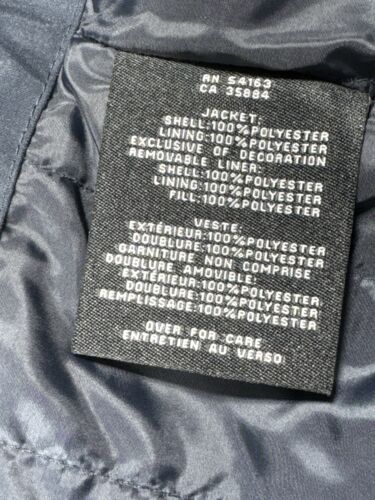 RN 54163
CA 35884
JACKET:
SHELL:100%POLYESTER
LINING:100%POLYESTER
EXCLUSIVE OF DECORATION
REMOVABLE LINER:
SHELL:100%POLYESTER
LINING:100%POLYESTER
FILL:100%POLYESTER
VESTE:
EXTÉRIEUR:100%POLYESTER
DOUBLURE:100%POLYESTER
GARNITURE NON COMPRISE
DOUBLURE AMOVIBLE:
EXTÉRIEUR:100%POLYESTER
DOUBLURE:100%POLYESTER
REMPLISSAGE:100%POLYESTER
OVER FOR CARE
ENTRETIEN AU VERSO